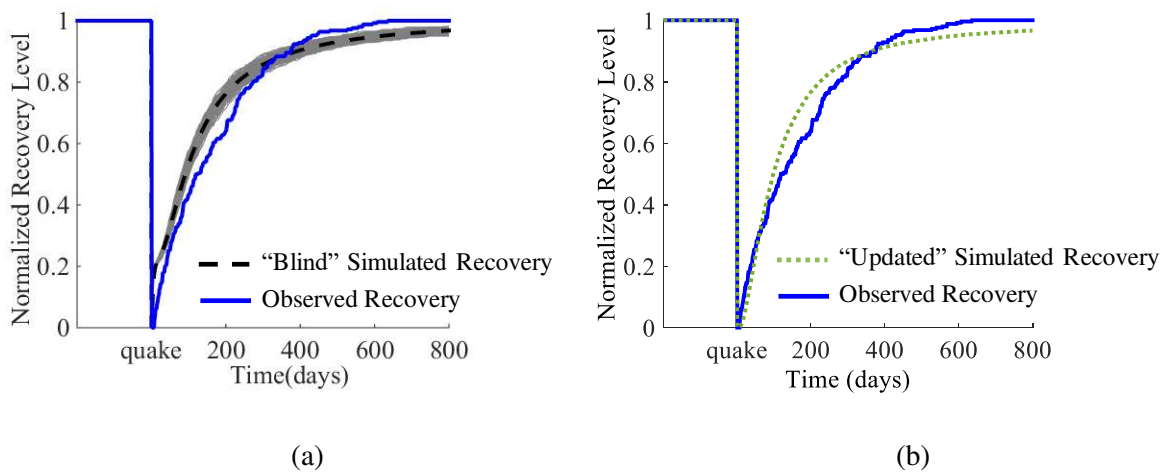 Normalized Recovery Level
1
0.8
0.6
0.4
0.2
0
“Blind” Simulated Recovery
Observed Recovery
quake 200 400 600 800
Time(days)
(a)
Normalized Recovery Level
1
0.8
0.6
0.4
0.2
0
“Updated” Simulated Recovery
Observed Recovery
quake 200 400 600 800
Time (days)
(b)